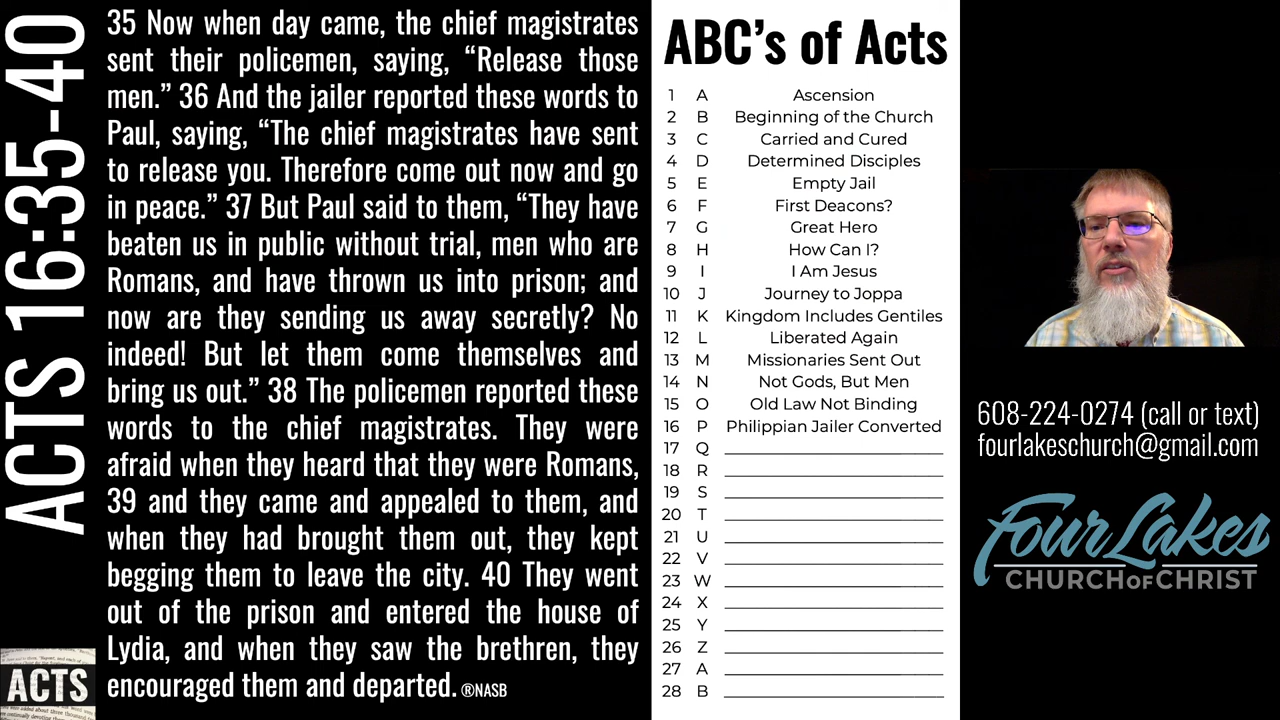 ACTS 16:35-40
35 Now when day came, the chief magistrates
sent their policemen, saying, “Release those
men.” 36 And the jailer reported these words to
Paul, saying, “The chief magistrates have sent
to release you. Therefore come out now and go
in peace.” 37 But Paul said to them, “They have
beaten us in public without trial, men who are
Romans, and have thrown us into prison; and
now are they sending us away secretly? No
indeed! But let them come themselves and
bring us out.” 38 The policemen reported these
words to the chief magistrates. They were
afraid when they heard that they were Romans,
39 and they came and appealed to them, and
when they had brought them out, they kept
begging them to leave the city. 40 They went
out of the prison and entered the house of
Lydia, and when they saw the brethren, they
encouraged them and departed. ®NASB
ACTS
ABC’s of Acts
1 A Ascension
2 B Beginning of the Church
3 C Carried and Cured
4 D Determined Disciples
5 E Empty Jail
6 F First Deacons?
7 G Great Hero
8 H How Can I?
9 I I Am Jesus
10 J Journey to Joppa
11 K Kingdom Includes Gentiles
12 L Liberated Again
13 M Missionaries Sent Out
14 N Not Gods, But Men
15 O Old Law Not Binding
16 P Philippian Jailer Converted
17 Q
18 R
19 S
20 T
21 U
22 V
23 W
24 X
25 Y
26 Z
27 A
28 B
608-224-0274 (call or text)
fourlakeschurch@gmail.com
Four Lakes
CHURCH OF CHRIST